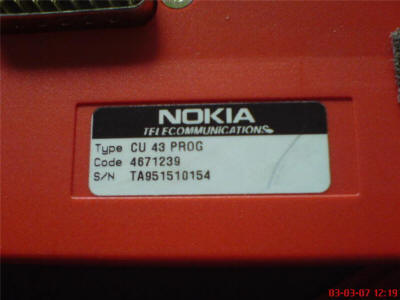 NOKIA
TELECOMMUNICATIONS
Type CU 43 PROG
Code 4671239
S/N TA951510154
03-03-07 12:19